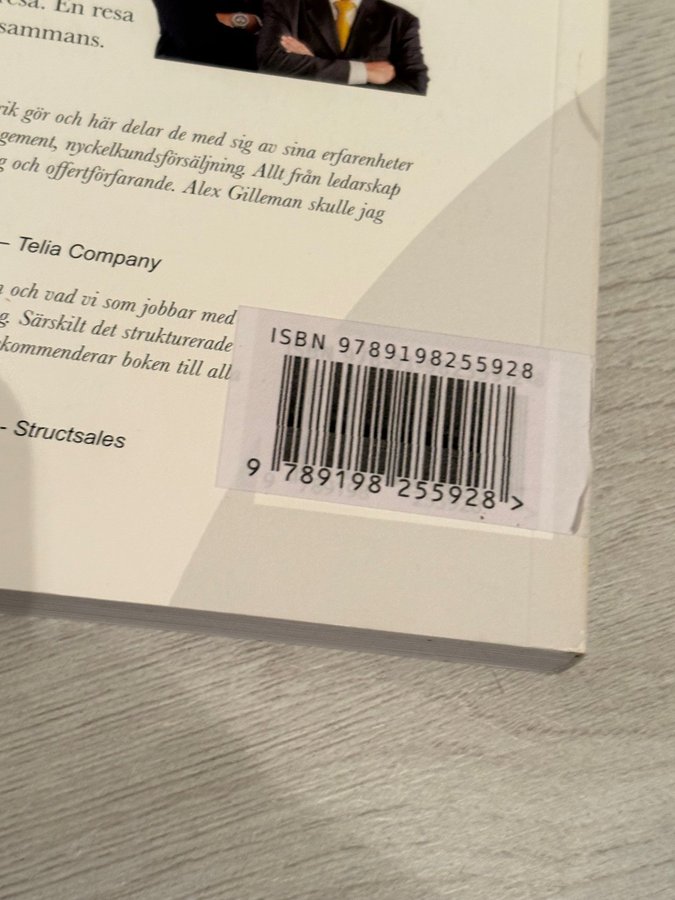 En resa
sammans.
rik gör och här delar de med sig av sina erfarenheter
gement, nyckelkundsförsäljning. Allt från ledarskap
g och offertförfarande. Alex Gilleman skulle jag
– Telia Company
och vad vi som jobbar med
g. Särskilt det strukturerade
kommenderar boken till all
- Structsales
ISBN 9789198255928
9 789198 255928 >